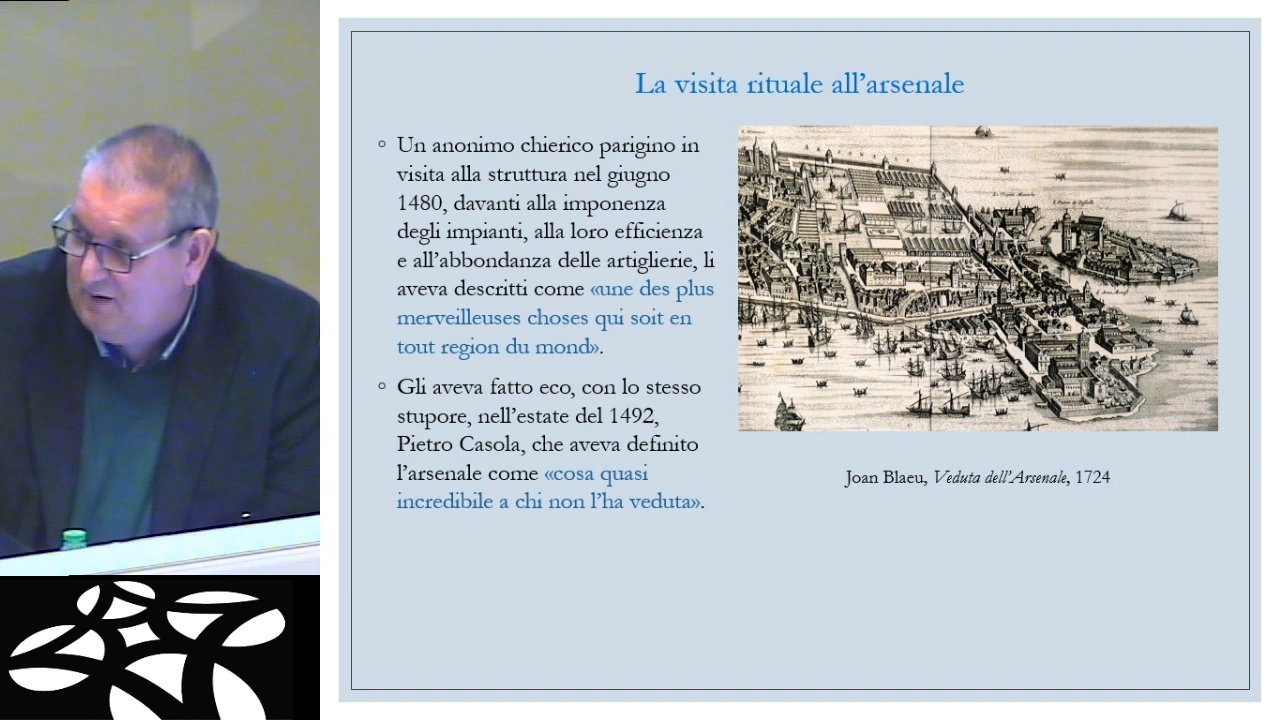 La visita rituale all’arsenale
◦ Un anonimo chierico parigino in
visita alla struttura nel giugno
1480, davanti alla imponenza
degli impianti, alla loro efficienza
e all’abbondanza delle artiglierie, li
aveva descritti come «une des plus
merveilleuses choses qui soit en
tout region du mond».
◦ Gli aveva fatto eco, con lo stesso
stupore, nell’estate del 1492,
Pietro Casola, che aveva definito
l’arsenale come «cosa quasi
incredibile a chi non l’ha veduta».
Joan Blaeu, Veduta dell’Arsenale, 1724